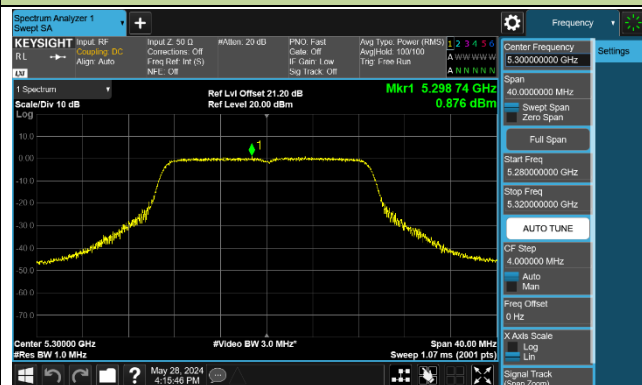 Spectrum Analyzer 1
Swept SA
+
Frequency
KEYSIGHT
RL
Input: RF
Coupling: DC
Align: Auto
Input Z: 50 Ω
Corrections: Off
Freq Ref: Int (S)
NFE: Off
#Atten: 20 dB
PNO: Fast
Gate: Off
IF Gain: Low
Sig Track: Off
Avg Type: Power (RMS)
Avg|Hold: 100/100
Trig: Free Run
1 2 3 4 5 6
A W W W W W
A N N N N N
LXI
1 Spectrum
Scale/Div 10 dB
Log
Ref Lvl Offset 21.20 dB
Ref Level 20.00 dBm
Mkr1 5.298 74 GHz
0.876 dBm
1
10.0
0.00
-10.0
-20.0
-30.0
-40.0
-50.0
-60.0
-70.0
Center 5.30000 GHz
#Res BW 1.0 MHz
#Video BW 3.0 MHz*
Span 40.00 MHz
Sweep 1.07 ms (2001 pts)
May 28, 2024
4:15:46 PM
Center Frequency
5.300000000 GHz
Span
40.0000000 MHz
Swept Span
Zero Span
Full Span
Start Freq
5.280000000 GHz
Stop Freq
5.320000000 GHz
AUTO TUNE
CF Step
4.000000 MHz
Auto
Man
Freq Offset
0 Hz
X Axis Scale
Log
Lin
Signal Track
(Span Zoom)
Settings